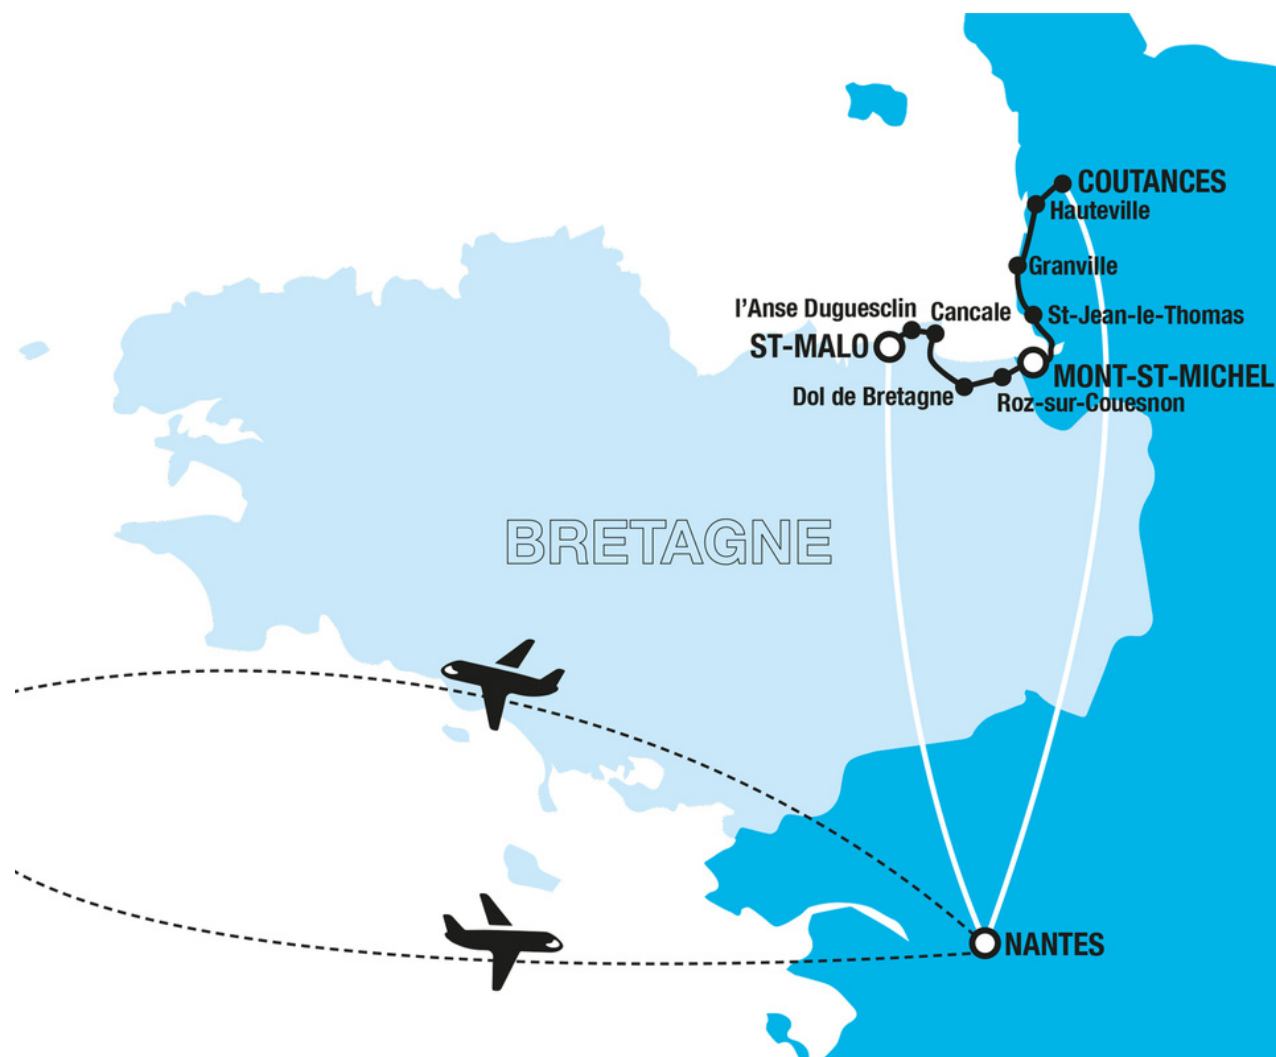 COUTANCES
Hauteville
Granville
l'Anse Duguesclin
Cancale
St-Jean-le-Thomas
ST-MALO
MONT-ST-MICHEL
Dol de Bretagne
Roz-sur-Couesnon
BRETAGNE
NANTES